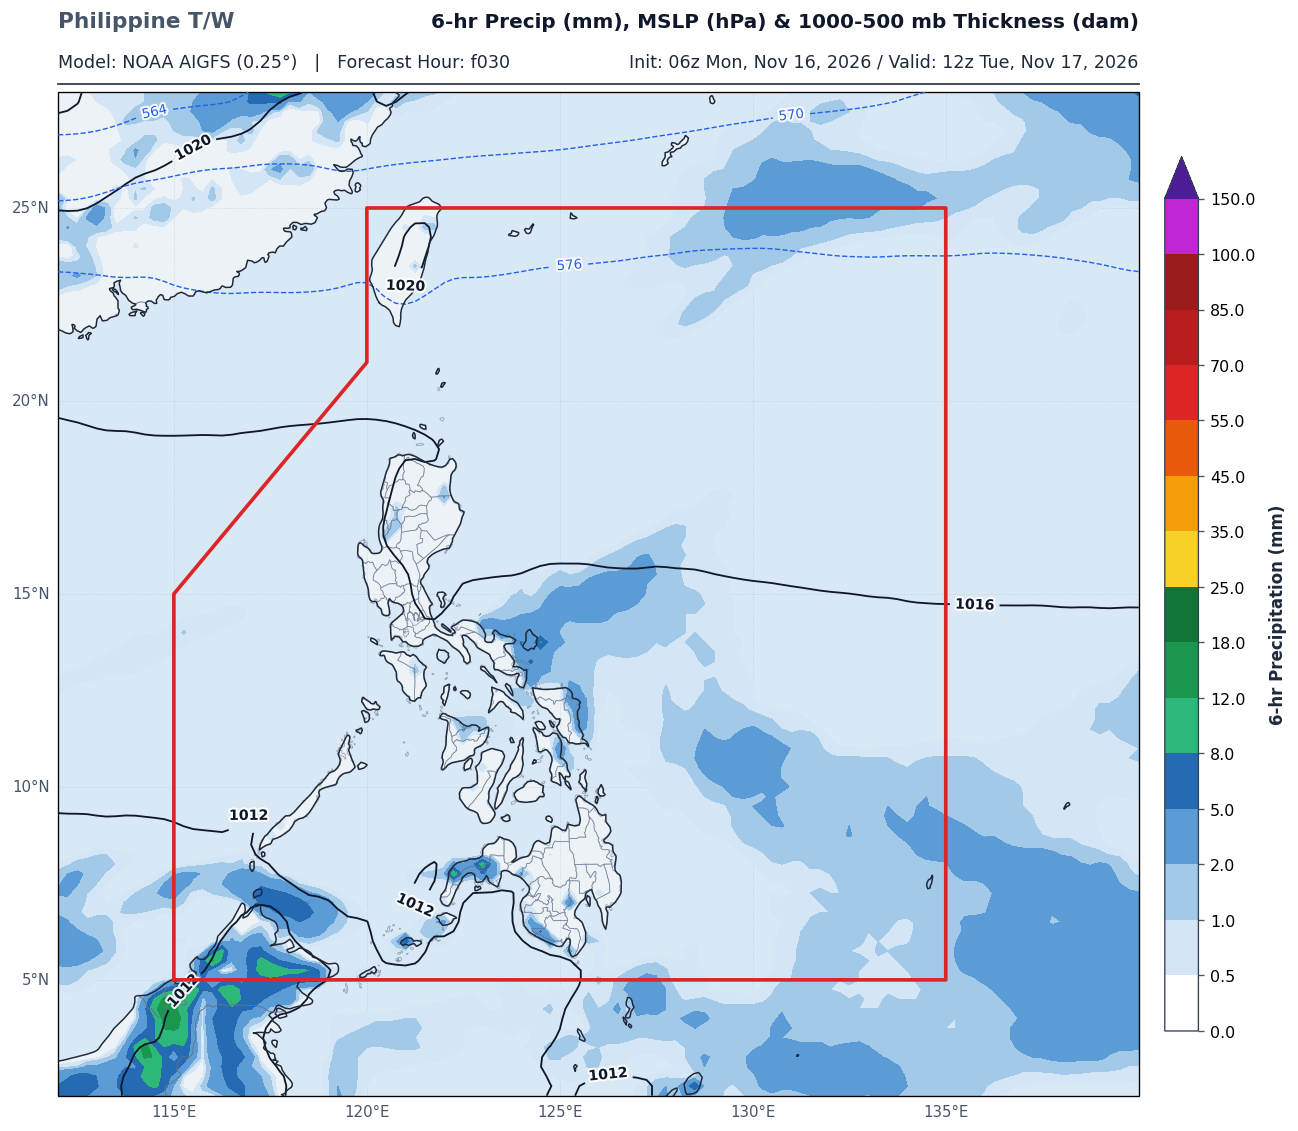 Philippine T/W
6-hr Precip (mm), MSLP (hPa) & 1000-500 mb Thickness (dam)
Model: NOAA AIGFS (0.25°) | Forecast Hour: f030
Init: 06z Mon, Nov 16, 2026 / Valid: 12z Tue, Nov 17, 2026
564
570
1020
25°N
576
1020
20°N
15°N
1016
10°N
1012
1012
5°N
1012
1012
115°E
120°E
125°E
130°E
135°E
150.0
100.0
85.0
70.0
55.0
45.0
35.0
25.0
18.0
12.0
8.0
5.0
2.0
1.0
0.5
0.0
6-hr Precipitation (mm)